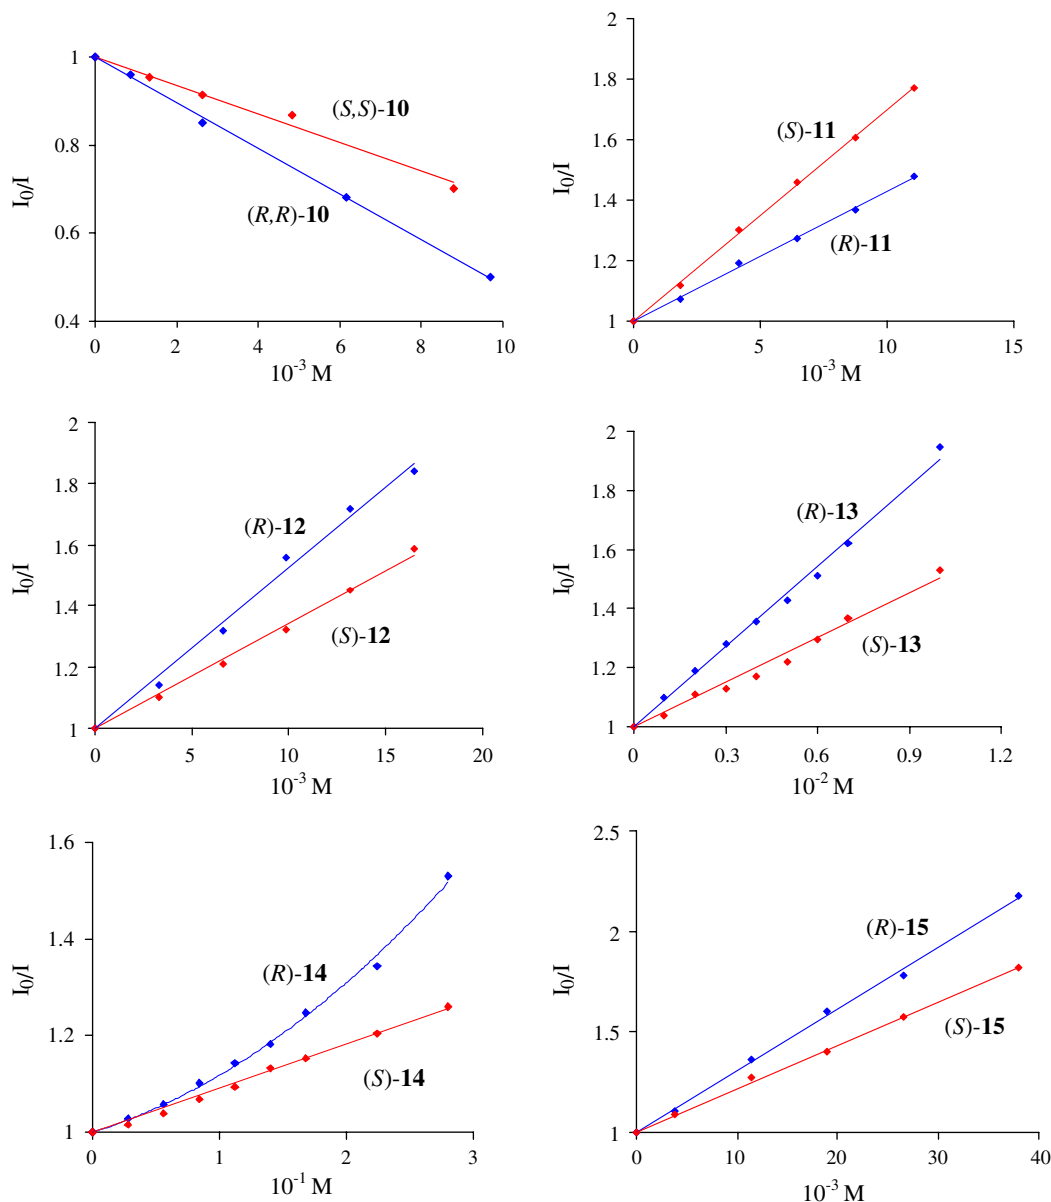 1
0.8
0.6
0.4
I0/I
(S,S)-10
(R,R)-10
0 2 4 6 8 10
10-3 M
2
1.8
1.6
1.4
1.2
1
I0/I
(S)-11
(R)-11
0 5 10 15
10-3 M
2
1.8
1.6
1.4
1.2
1
I0/I
(R)-12
(S)-12
0 5 10 15 20
10-3 M
2
1.8
1.6
1.4
1.2
1
I0/I
(R)-13
(S)-13
0 0.3 0.6 0.9 1.2
10-2 M
1.6
1.4
1.2
1
I0/I
(R)-14
(S)-14
0 1 2 3
10-1 M
2.5
2
1.5
1
I0/I
(R)-15
(S)-15
0 10 20 30 40
10-3 M